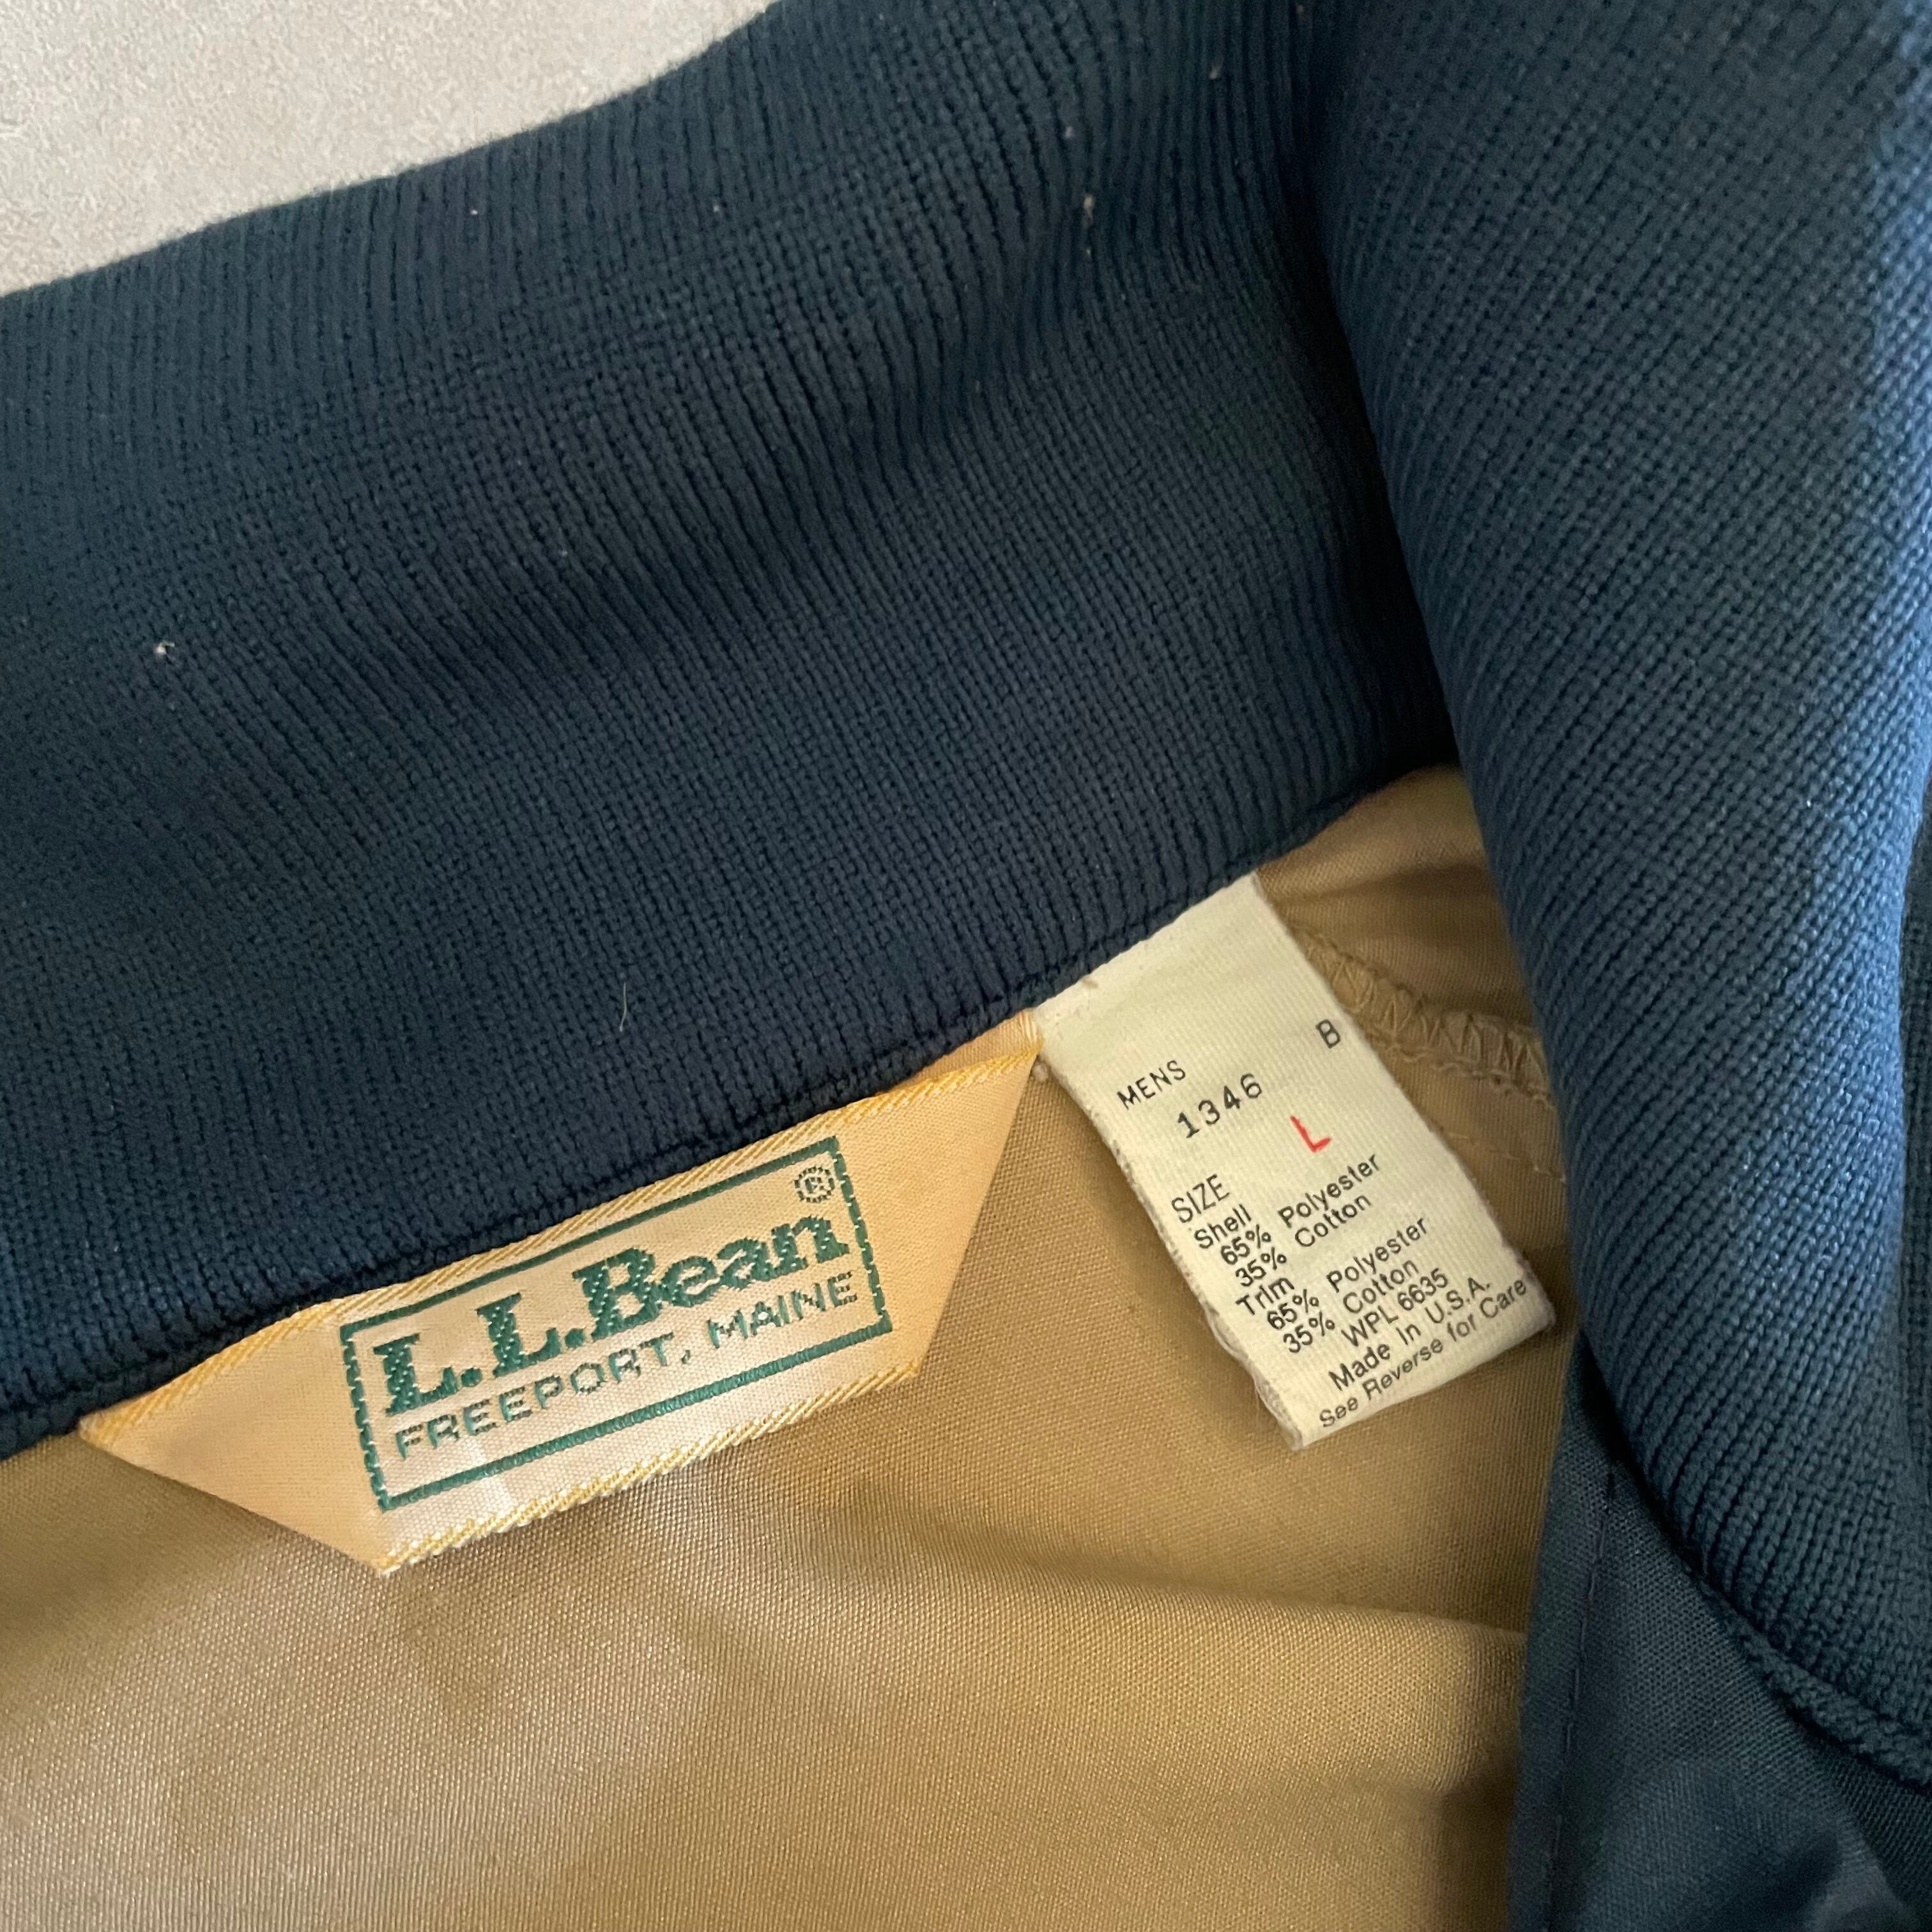 L.L.Bean ®
FREEPORT, MAINE
MENS B
1346
SIZE L
Shell
65% Polyester
35% Cotton
Trim
65% Polyester
35% Cotton
WPL 6635
Made In U.S.A.
See Reverse for Care